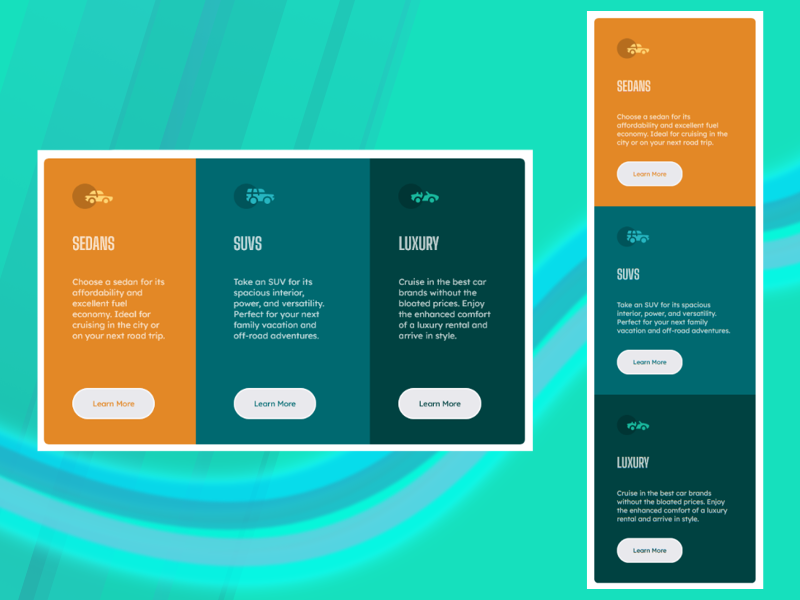 SEDANS
Choose a sedan for its
affordability and
excellent fuel
economy. Ideal for
cruising in the city or
on your next road trip.
Learn More
SUVS
Take an SUV for its
spacious interior,
power, and versatility.
Perfect for your next
family vacation and
off-road adventures.
Learn More
LUXURY
Cruise in the best car
brands without the
bloated prices. Enjoy
the enhanced comfort
of a luxury rental and
arrive in style.
Learn More
SEDANS
Choose a sedan for its
affordability and excellent fuel
economy. Ideal for cruising in the
city or on your next road trip.
Learn More
SUVS
Take an SUV for its spacious
interior, power, and versatility.
Perfect for your next family
vacation and off-road adventures.
Learn More
LUXURY
Cruise in the best car brands
without the bloated prices. Enjoy
the enhanced comfort of a luxury
rental and arrive in style.
Learn More